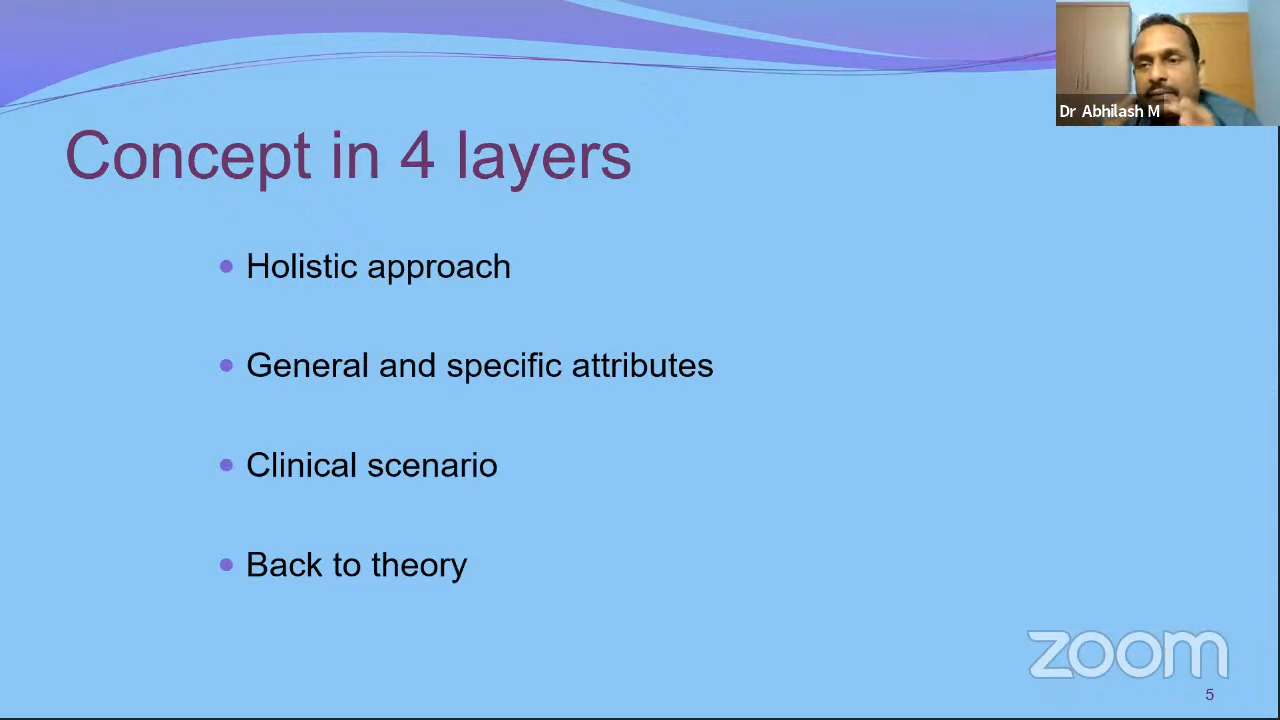 Dr Abhilash M
Concept in 4 layers
Holistic approach
General and specific attributes
Clinical scenario
Back to theory
zoom
5